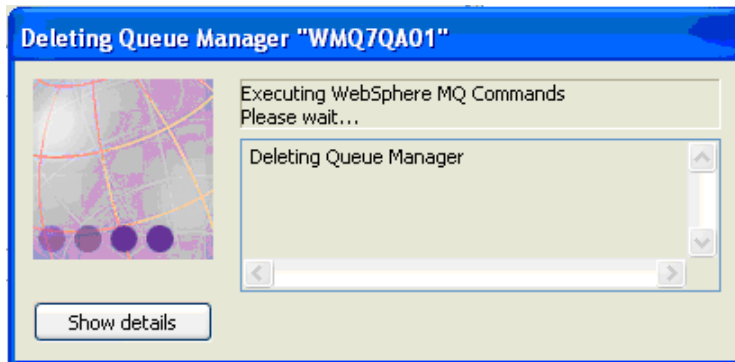 Deleting Queue Manager "WMQ7QA01"
Executing WebSphere MQ Commands
Please wait...
Deleting Queue Manager
Show details